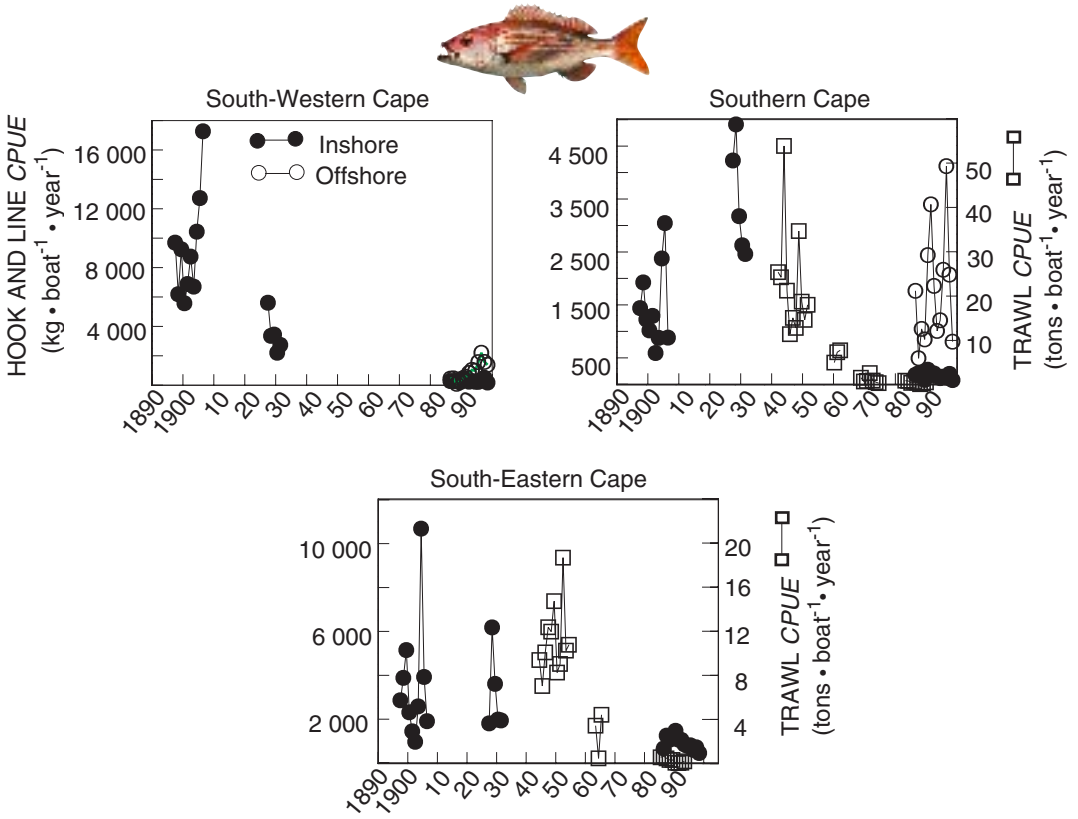 South-Western Cape
HOOK AND LINE CPUE
(kg • boat⁻¹ • year⁻¹)
16 000
12 000
8 000
4 000
Inshore
Offshore
1890 1900 10 20 30 40 50 60 70 80 90
Southern Cape
4 500
3 500
2 500
1 500
500
50
40
30
20
10
TRAWL CPUE
(tons • boat⁻¹• year⁻¹)
1890 1900 10 20 30 40 50 60 70 80 90
South-Eastern Cape
10 000
6 000
2 000
20
16
12
8
4
TRAWL CPUE
(tons • boat⁻¹• year⁻¹)
1890 1900 10 20 30 40 50 60 70 80 90